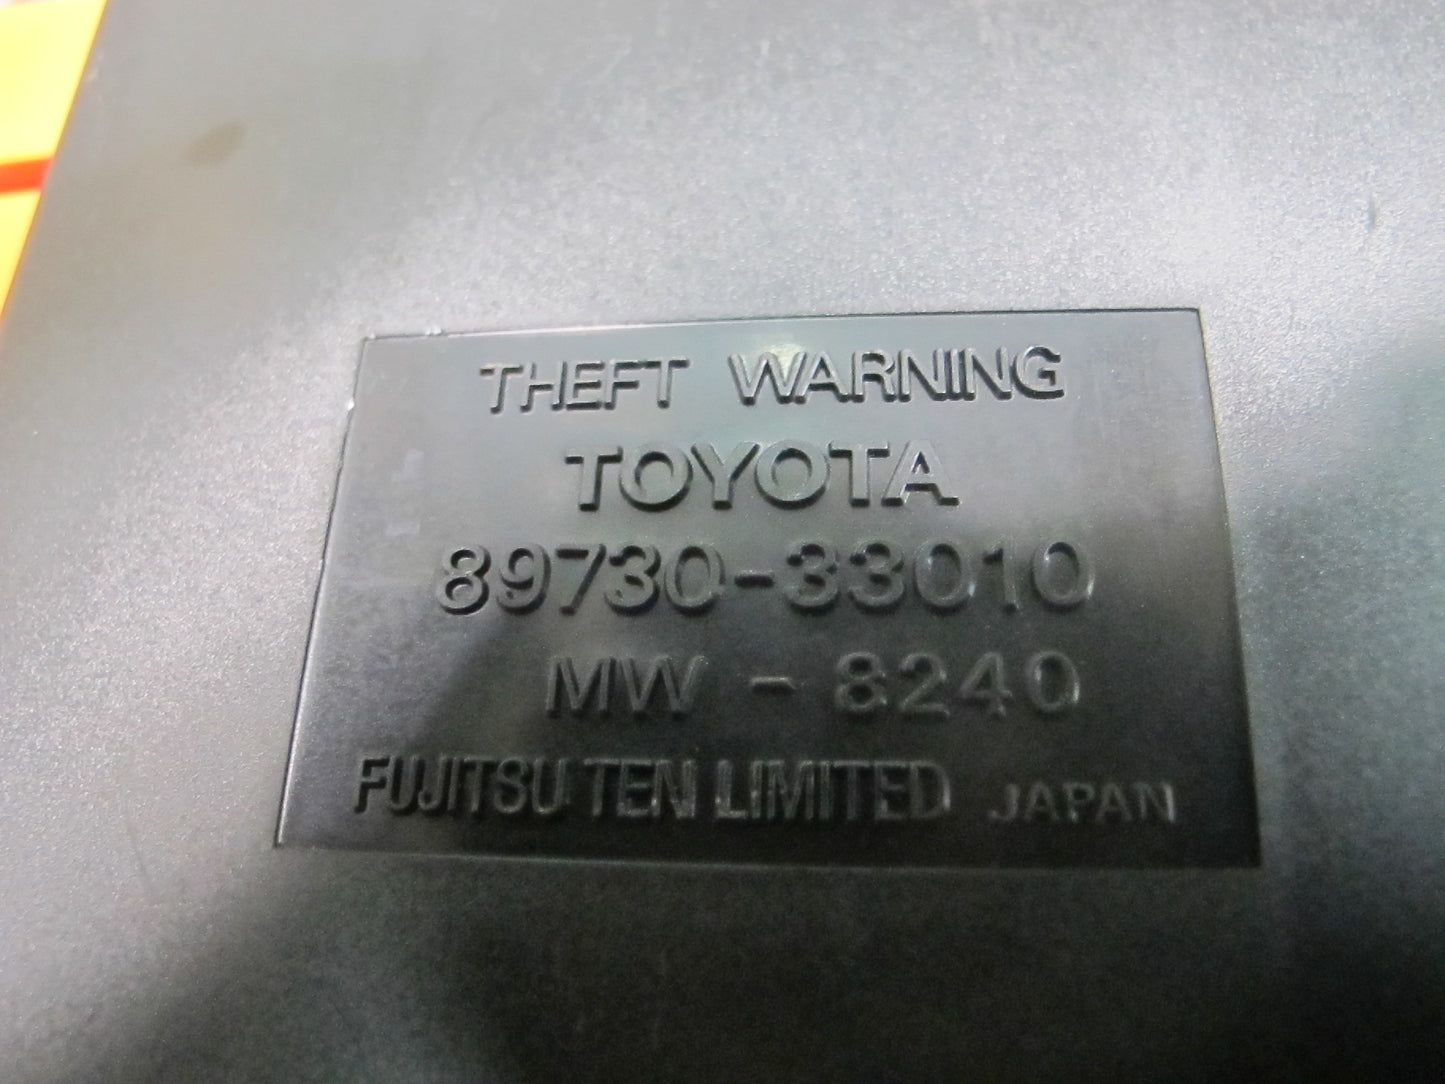 THEFT WARNING
TOYOTA
89730-33010
MW - 8240
FUJITSU TEN LIMITED JAPAN